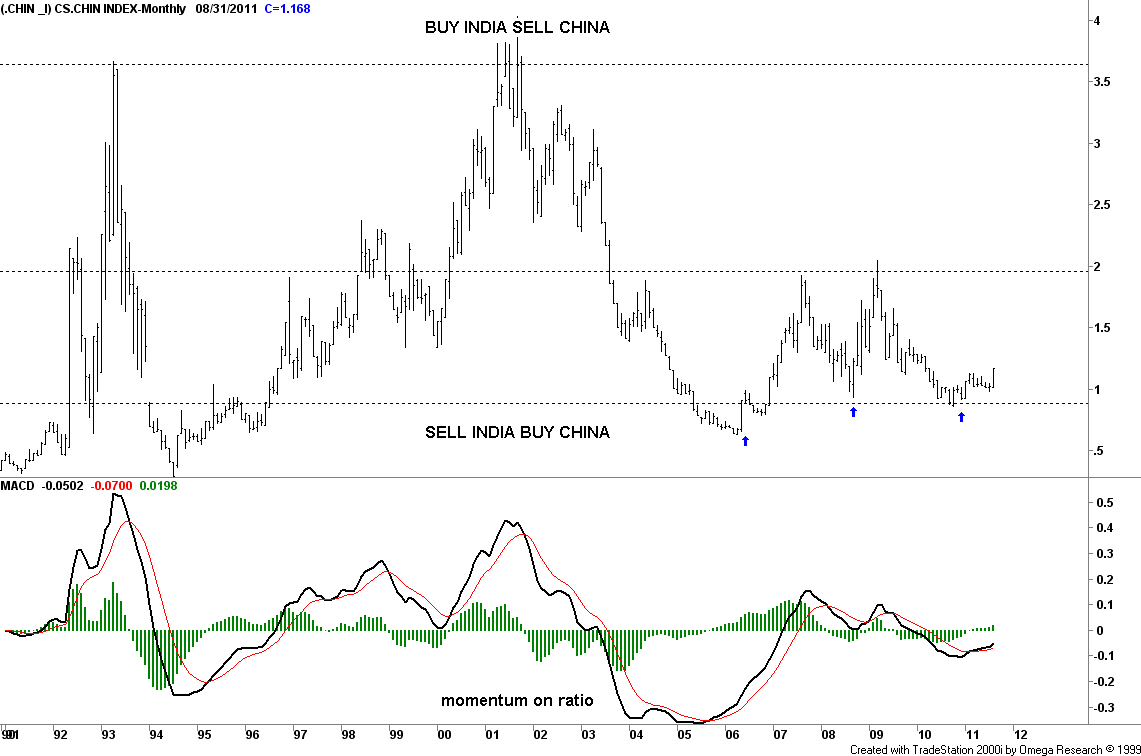 (.CHIN _I) CS.CHIN INDEX-Monthly 08/31/2011 C=1.168
BUY INDIA SELL CHINA
4
3.5
3
2.5
2
1.5
1
.5
SELL INDIA BUY CHINA
MACD -0.0502 -0.0700 0.0198
0.5
0.4
0.3
0.2
0.1
0
-0.1
-0.2
-0.3
momentum on ratio
92 93 94 95 96 97 98 99 00 01 02 03 04 05 06 07 08 09 10 11 12
Created with TradeStation 2000i by Omega Research © 1999